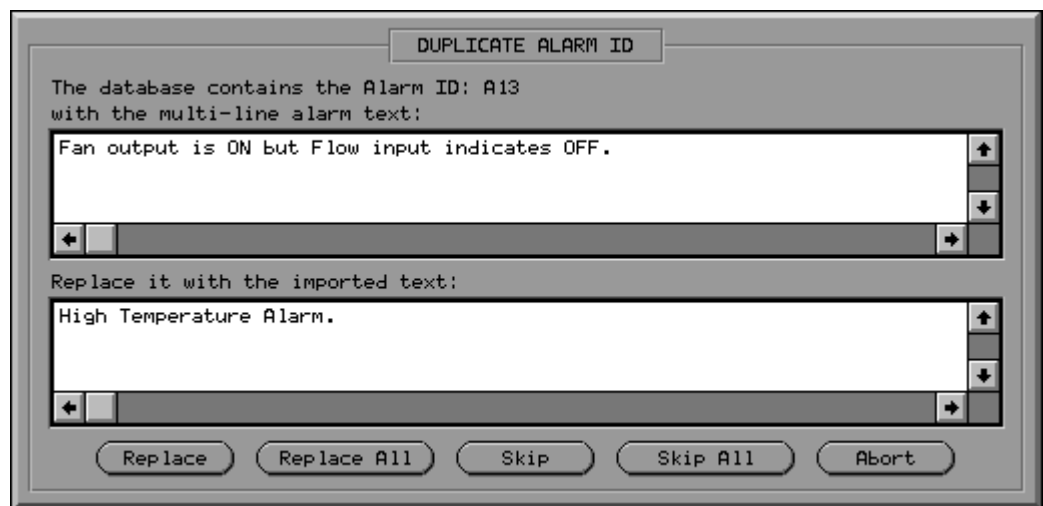 DUPLICATE ALARM ID
The database contains the Alarm ID: A13
with the multi-line alarm text:
Fan output is ON but Flow input indicates OFF.
Replace it with the imported text:
High Temperature Alarm.
Replace Replace All Skip Skip All Abort